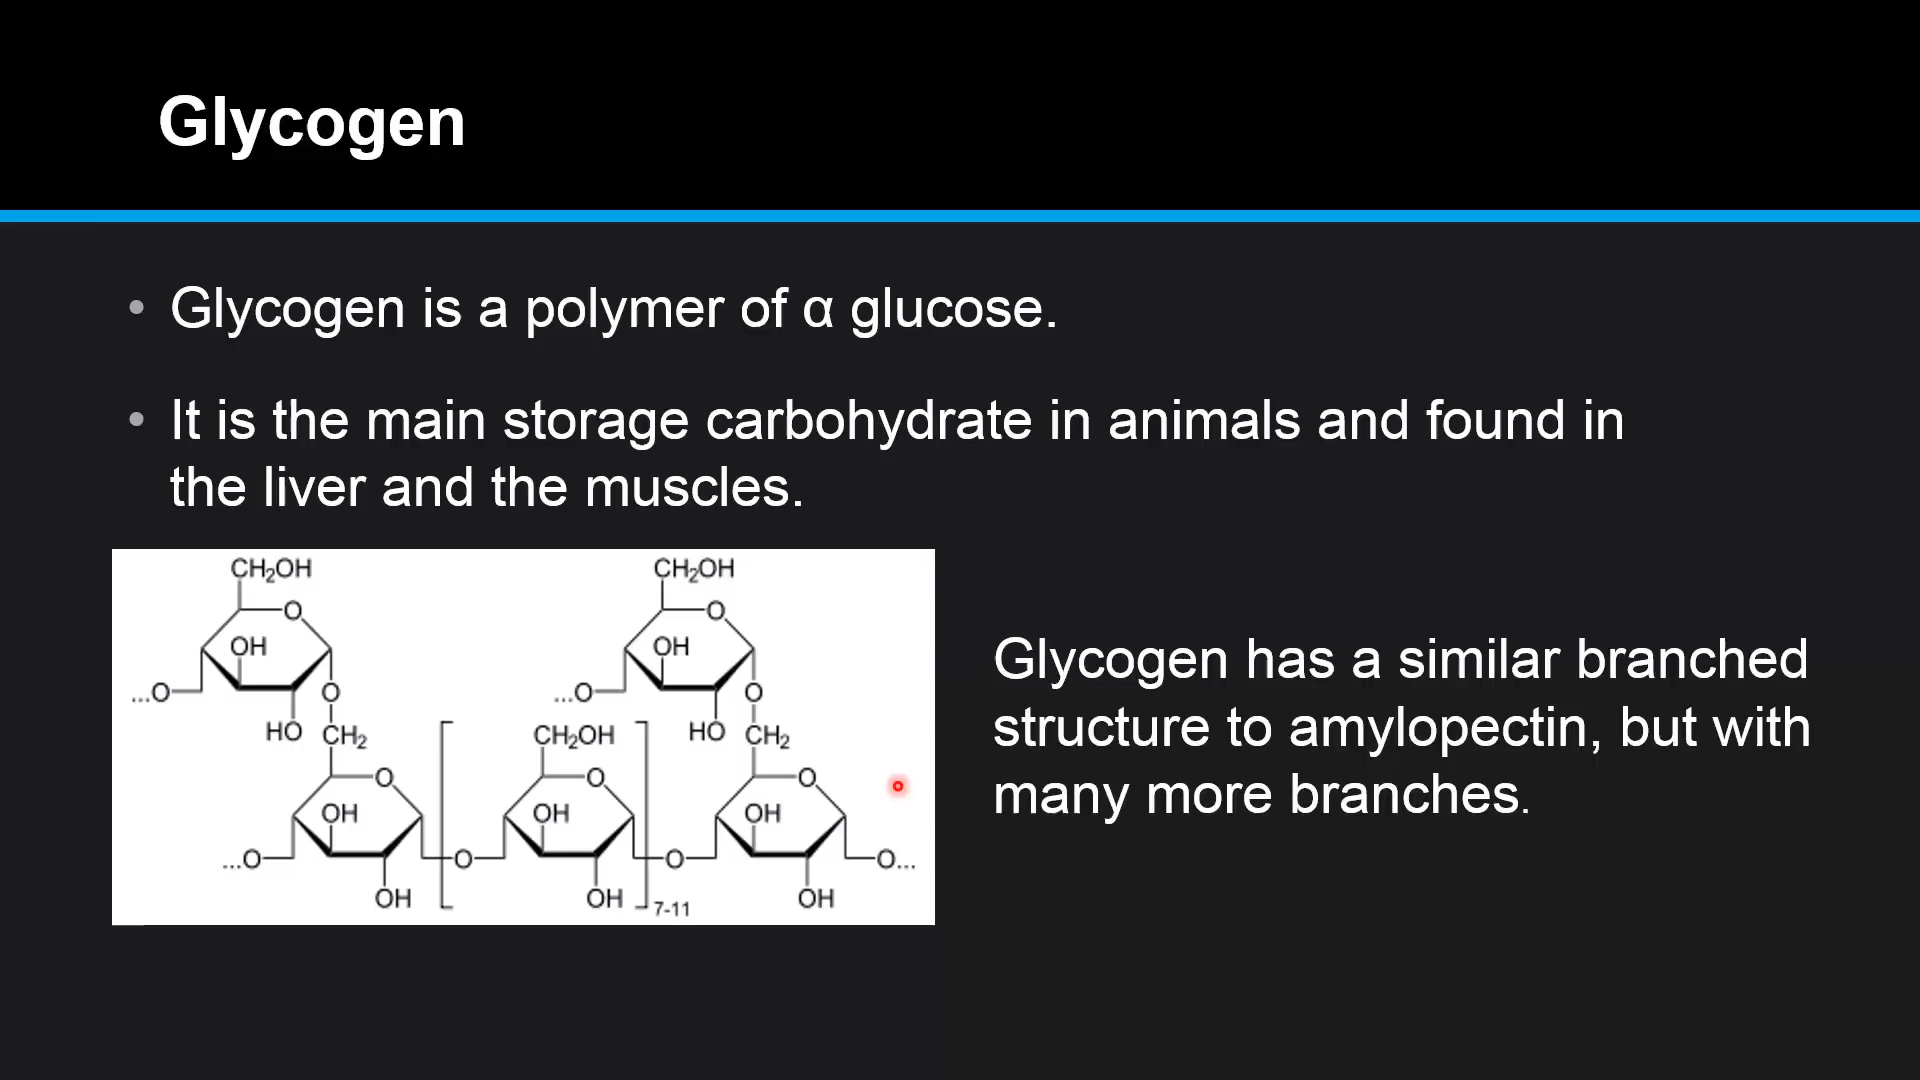 Glycogen
• Glycogen is a polymer of α glucose.
• It is the main storage carbohydrate in animals and found in
the liver and the muscles.
CH₂OH CH₂OH
O O
OH OH
...O O ...O O
HO CH₂ CH₂OH HO CH₂
O O O
OH OH OH
...O O O O...
OH OH OH
7-11
Glycogen has a similar branched
structure to amylopectin, but with
many more branches.